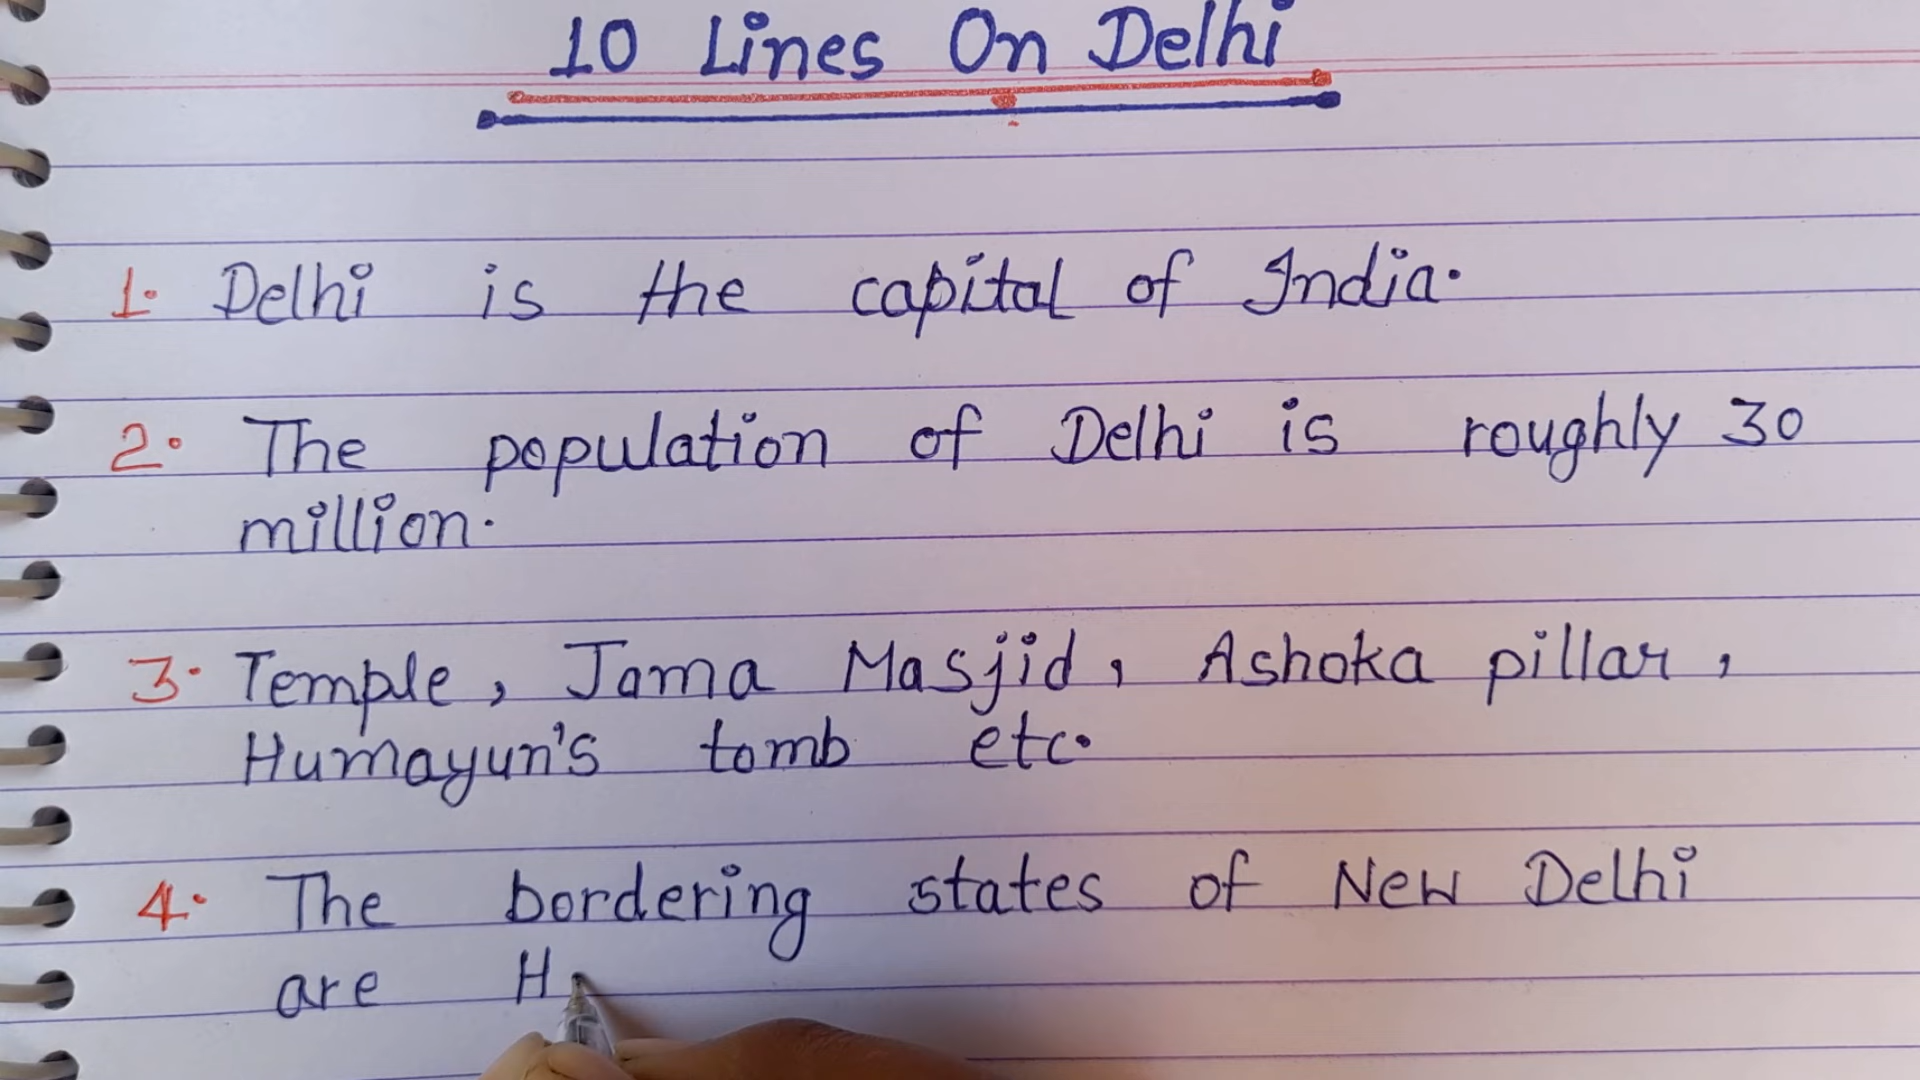 10 Lines On Delhi
1. Delhi is the capital of India.
2. The population of Delhi is roughly 30
million.
3. Temple, Jama Masjid, Ashoka pillar,
Humayun's tomb etc.
4. The bordering states of New Delhi
are H